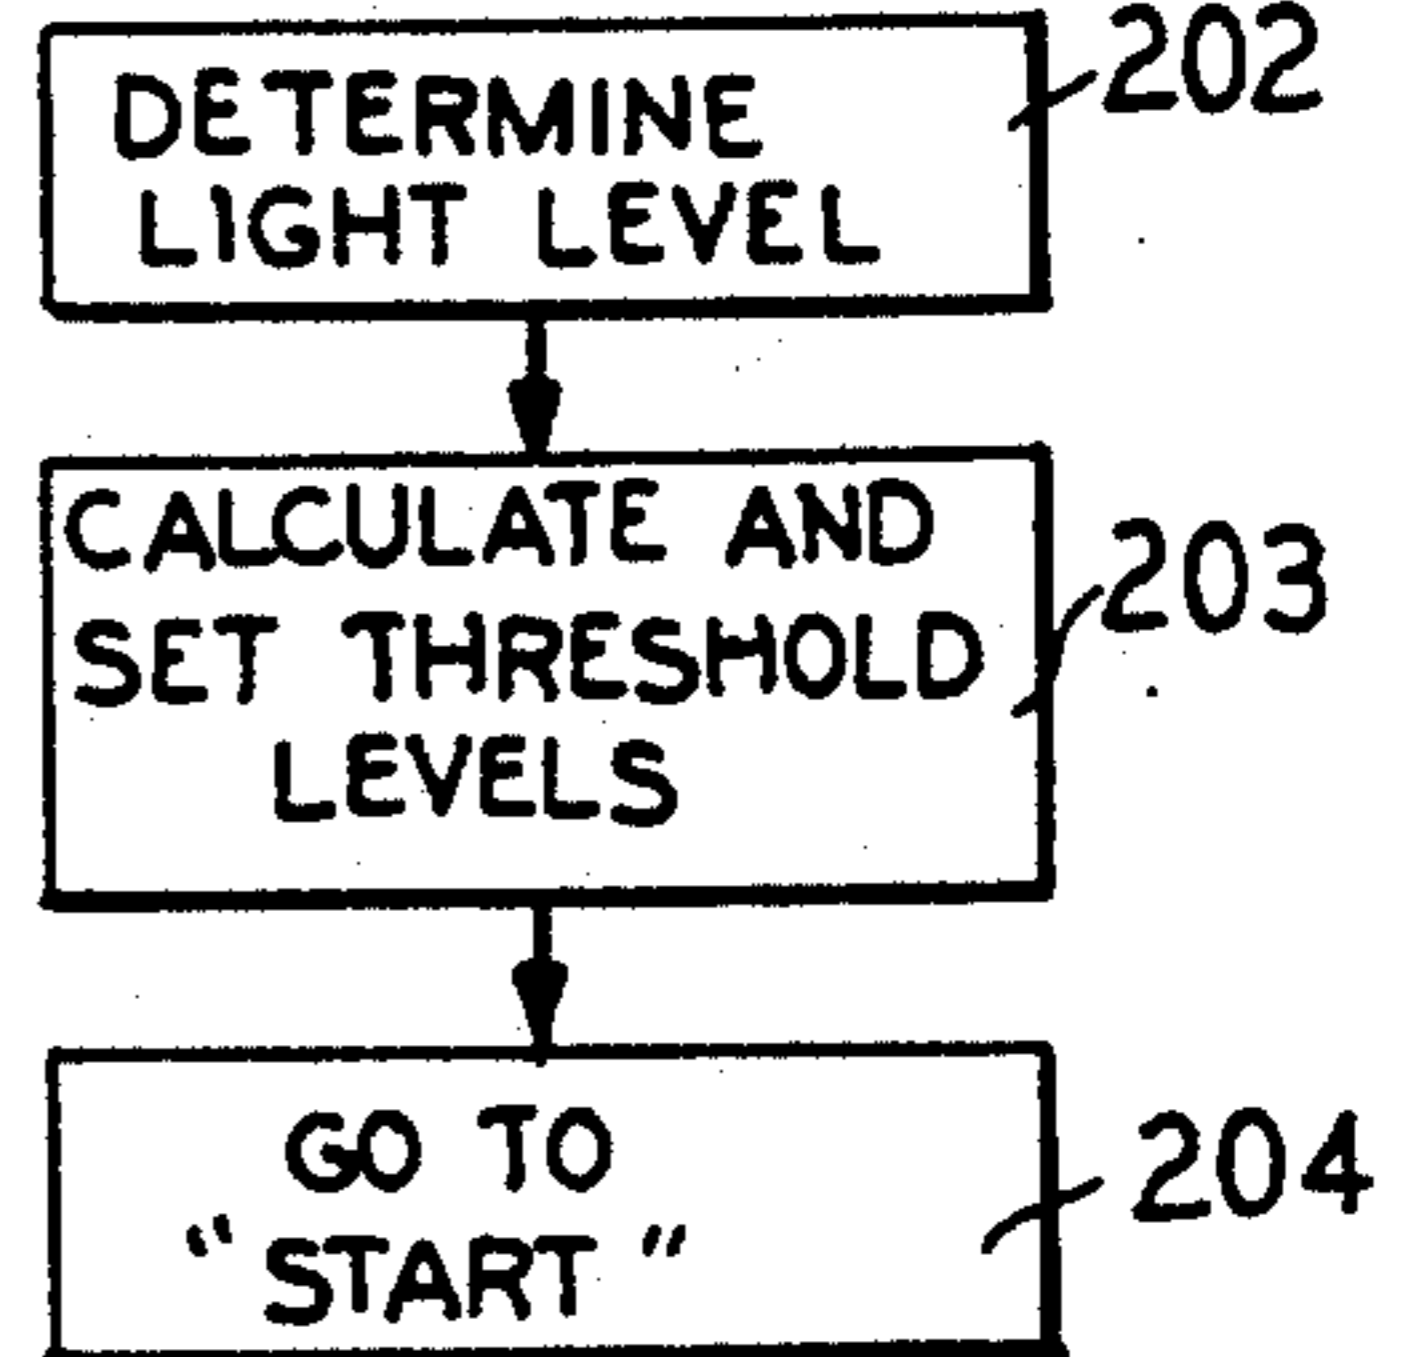 DETERMINE
LIGHT LEVEL
202
CALCULATE AND
SET THRESHOLD
LEVELS
203
GO TO
"START"
204